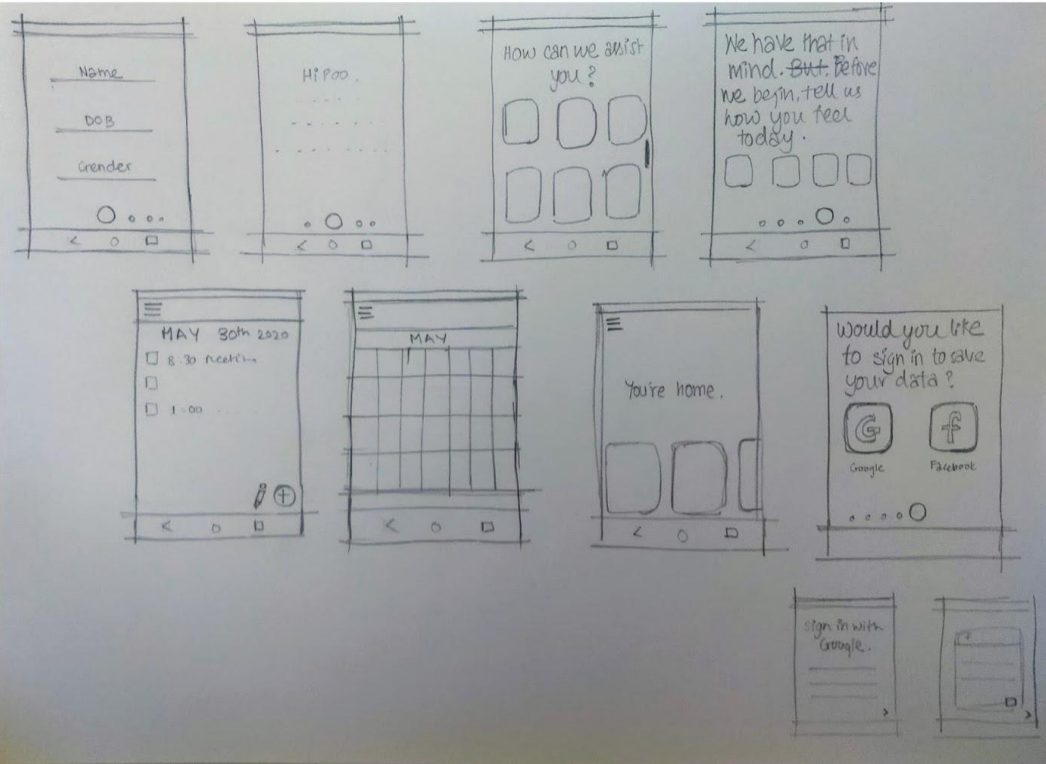 Name
DOB
Gender
Hi Poo.
How can we assist
you?
We have that in
mind. But. Before
we begin, tell us
how you feel
today.
MAY 30th 2020
8:30 meeting
1:00
MAY
You're home.
Would you like
to sign in to save
your data?
G
f
Google
Facebook
sign in with
Google.